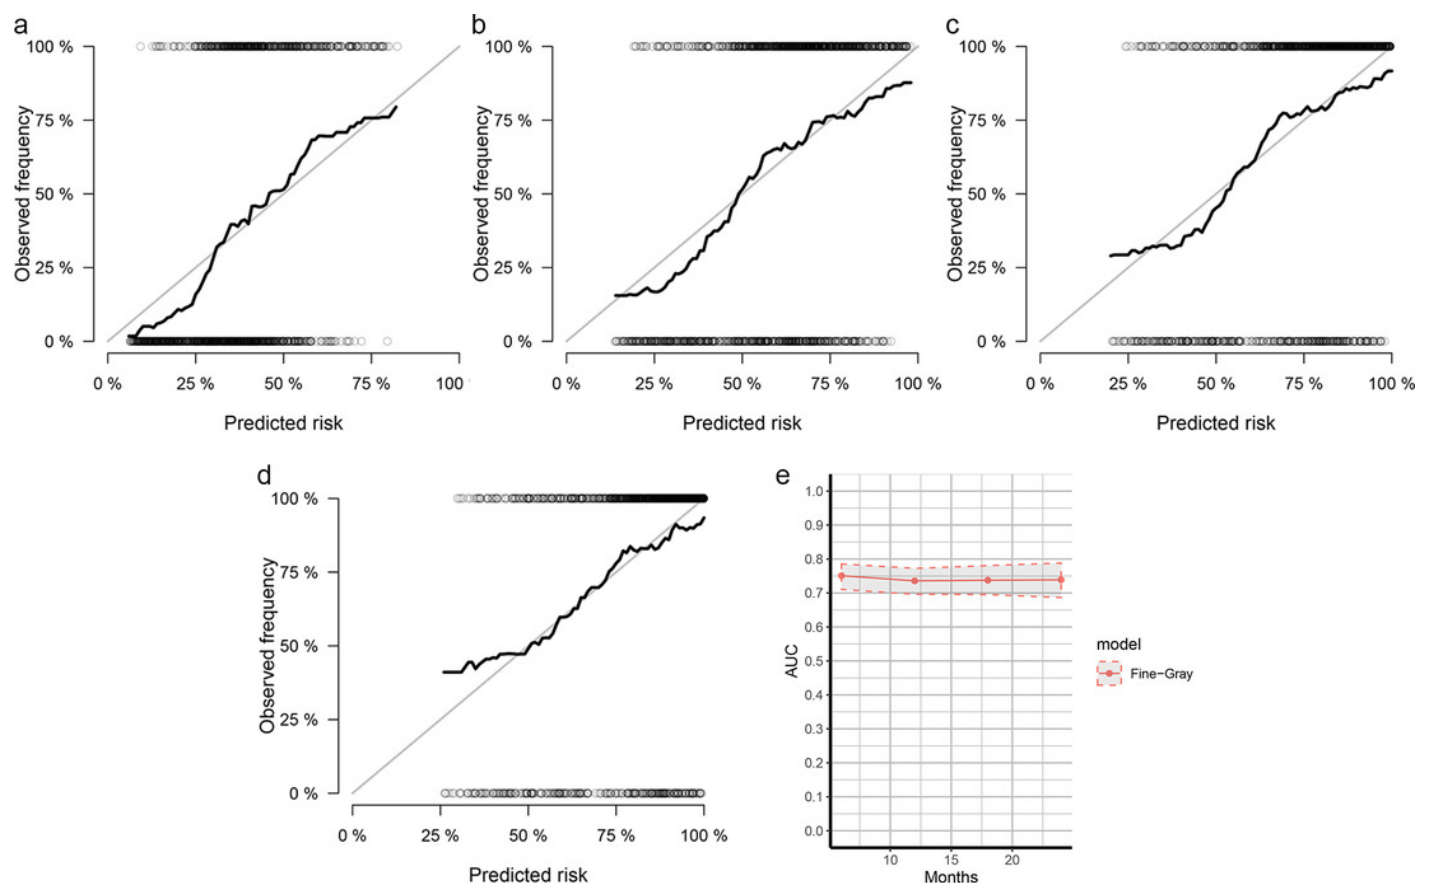 a
100 %
75 %
50 %
25 %
0 %
Observed frequency
0 % 25 % 50 % 75 % 100
Predicted risk
b
100 %
75 %
50 %
25 %
0 %
Observed frequency
0 % 25 % 50 % 75 % 100 %
Predicted risk
c
100 %
75 %
50 %
25 %
0 %
Observed frequency
0 % 25 % 50 % 75 % 100 %
Predicted risk
d
100 %
75 %
50 %
25 %
0 %
Observed frequency
0 % 25 % 50 % 75 % 100 %
Predicted risk
e
1.0
0.9
0.8
0.7
0.6
0.5
0.4
0.3
0.2
0.1
0.0
AUC
10 15 20
Months
model
Fine−Gray